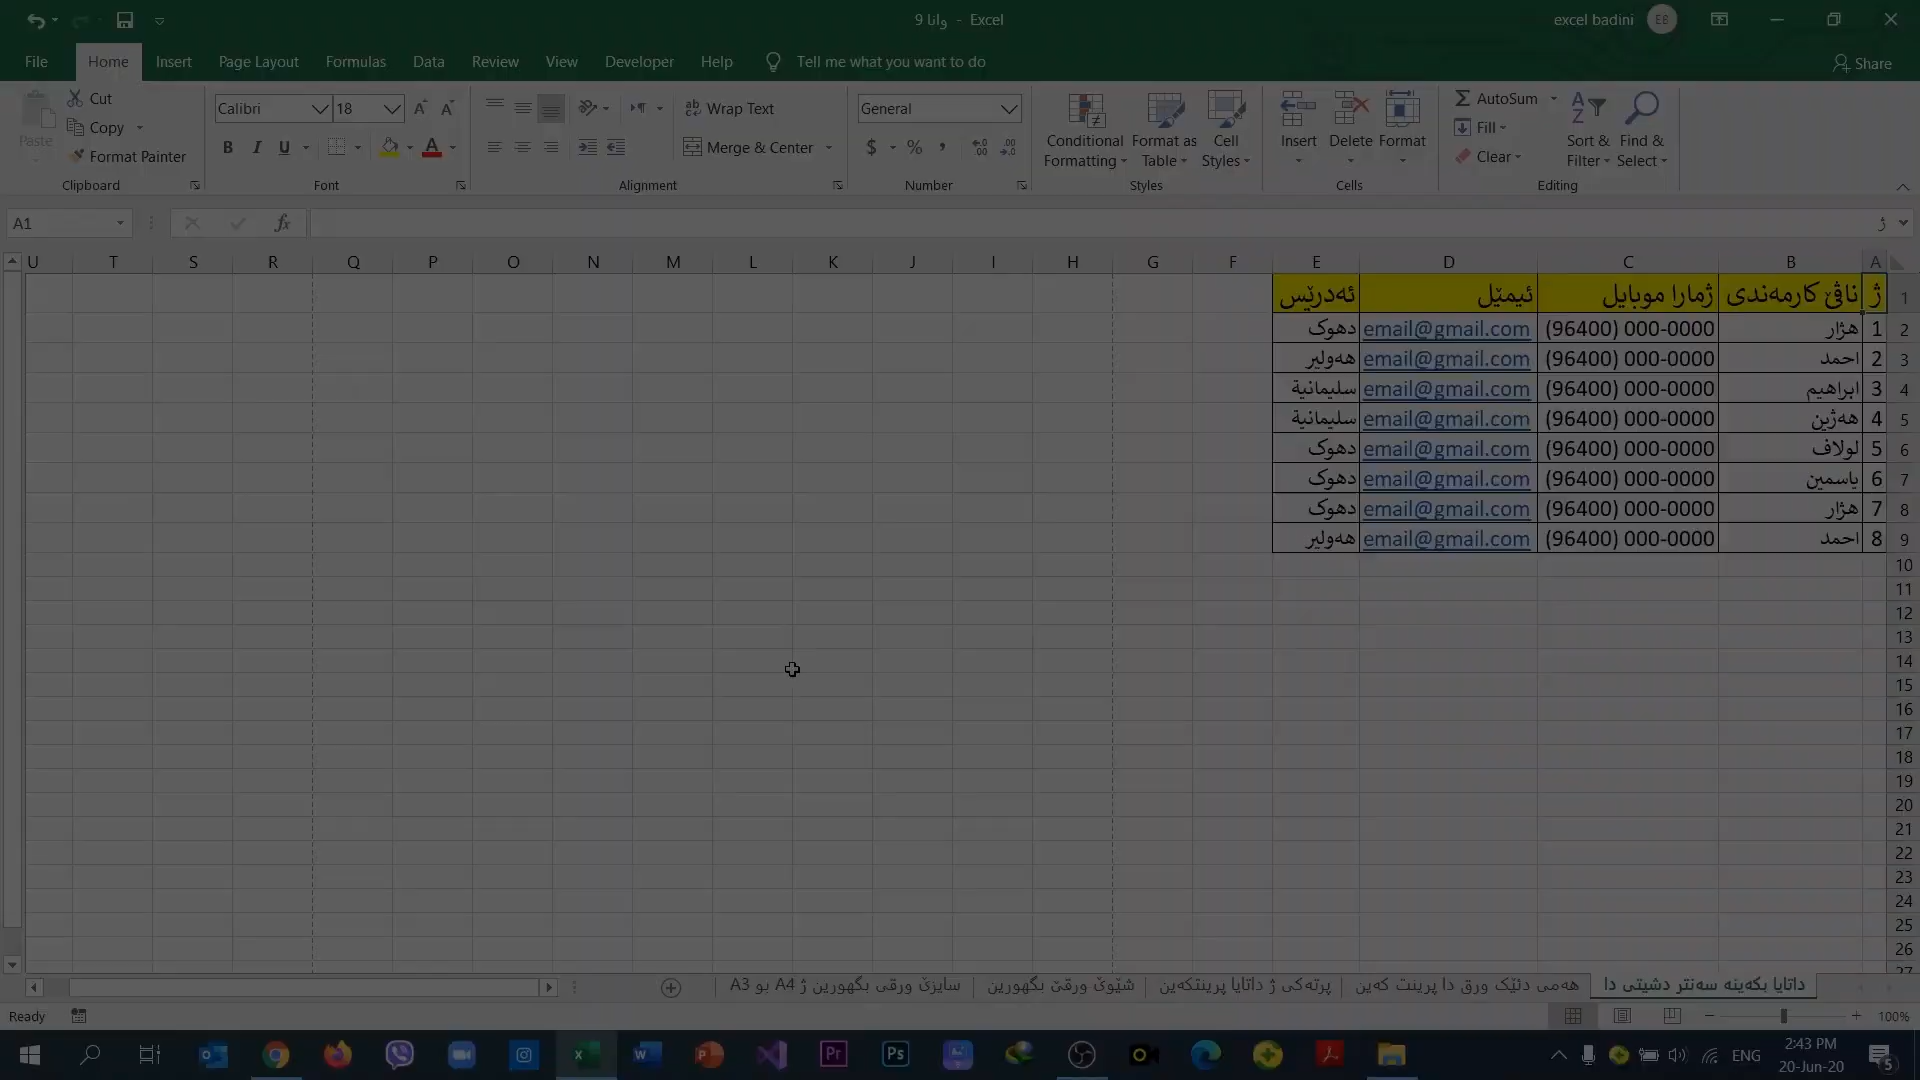 وانا 9 - Excel
excel badini
EB
File Home Insert Page Layout Formulas Data Review View Developer Help Tell me what you want to do
Share
Cut
Copy
Format Painter
Paste
Calibri 18
B I U
Wrap Text
Merge & Center
General
$ % ,
Conditional Formatting
Format as Table
Cell Styles
Insert Delete Format
AutoSum
Fill
Clear
Sort & Filter
Find & Select
Clipboard Font Alignment Number Styles Cells Editing
A1
fx
ژ
U T S R Q P O N M L K J I H G F E D C B A
ژ ناڤێ کارمەندی ژمارا موبایل ئیمێل ئەدرێس 1
1 هژار (96400) 000-0000 email@gmail.com دهوک 2
2 احمد (96400) 000-0000 email@gmail.com هەولیر 3
3 ابراهیم (96400) 000-0000 email@gmail.com سلیمانیة 4
4 هەژین (96400) 000-0000 email@gmail.com سلیمانیة 5
5 لولاف (96400) 000-0000 email@gmail.com دهوک 6
6 یاسمین (96400) 000-0000 email@gmail.com دهوک 7
7 هژار (96400) 000-0000 email@gmail.com دهوک 8
8 احمد (96400) 000-0000 email@gmail.com هەولیر 9
10
11
12
13
14
15
16
17
18
19
20
21
22
23
24
25
26
27
داتایا بکەینە سەنتر دشیتی دا
هەمی دئێک ورق دا پرینت کەین
پرتەکی ژ داتایا پرینتکەین
شێوێ ورقێ بگهورین
سایزێ ورقی بگهورین ژ A4 بو A3
Ready
100%
ENG
2:43 PM
20-Jun-20
5